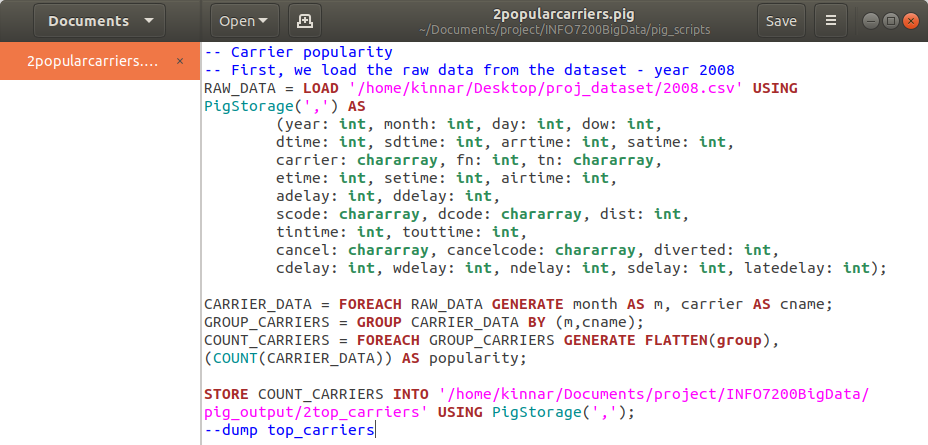 Documents
Open
2popularcarriers.pig
~/Documents/project/INFO7200BigData/pig_scripts
Save
2popularcarriers....
-- Carrier popularity
-- First, we load the raw data from the dataset - year 2008
RAW_DATA = LOAD '/home/kinnar/Desktop/proj_dataset/2008.csv' USING
PigStorage(',') AS
(year: int, month: int, day: int, dow: int,
dtime: int, sdtime: int, arrtime: int, satime: int,
carrier: chararray, fn: int, tn: chararray,
etime: int, setime: int, airtime: int,
adelay: int, ddelay: int,
scode: chararray, dcode: chararray, dist: int,
tintime: int, touttime: int,
cancel: chararray, cancelcode: chararray, diverted: int,
cdelay: int, wdelay: int, ndelay: int, sdelay: int, latedelay: int);
CARRIER_DATA = FOREACH RAW_DATA GENERATE month AS m, carrier AS cname;
GROUP_CARRIERS = GROUP CARRIER_DATA BY (m,cname);
COUNT_CARRIERS = FOREACH GROUP_CARRIERS GENERATE FLATTEN(group),
(COUNT(CARRIER_DATA)) AS popularity;
STORE COUNT_CARRIERS INTO '/home/kinnar/Documents/project/INFO7200BigData/
pig_output/2top_carriers' USING PigStorage(',');
--dump top_carriers